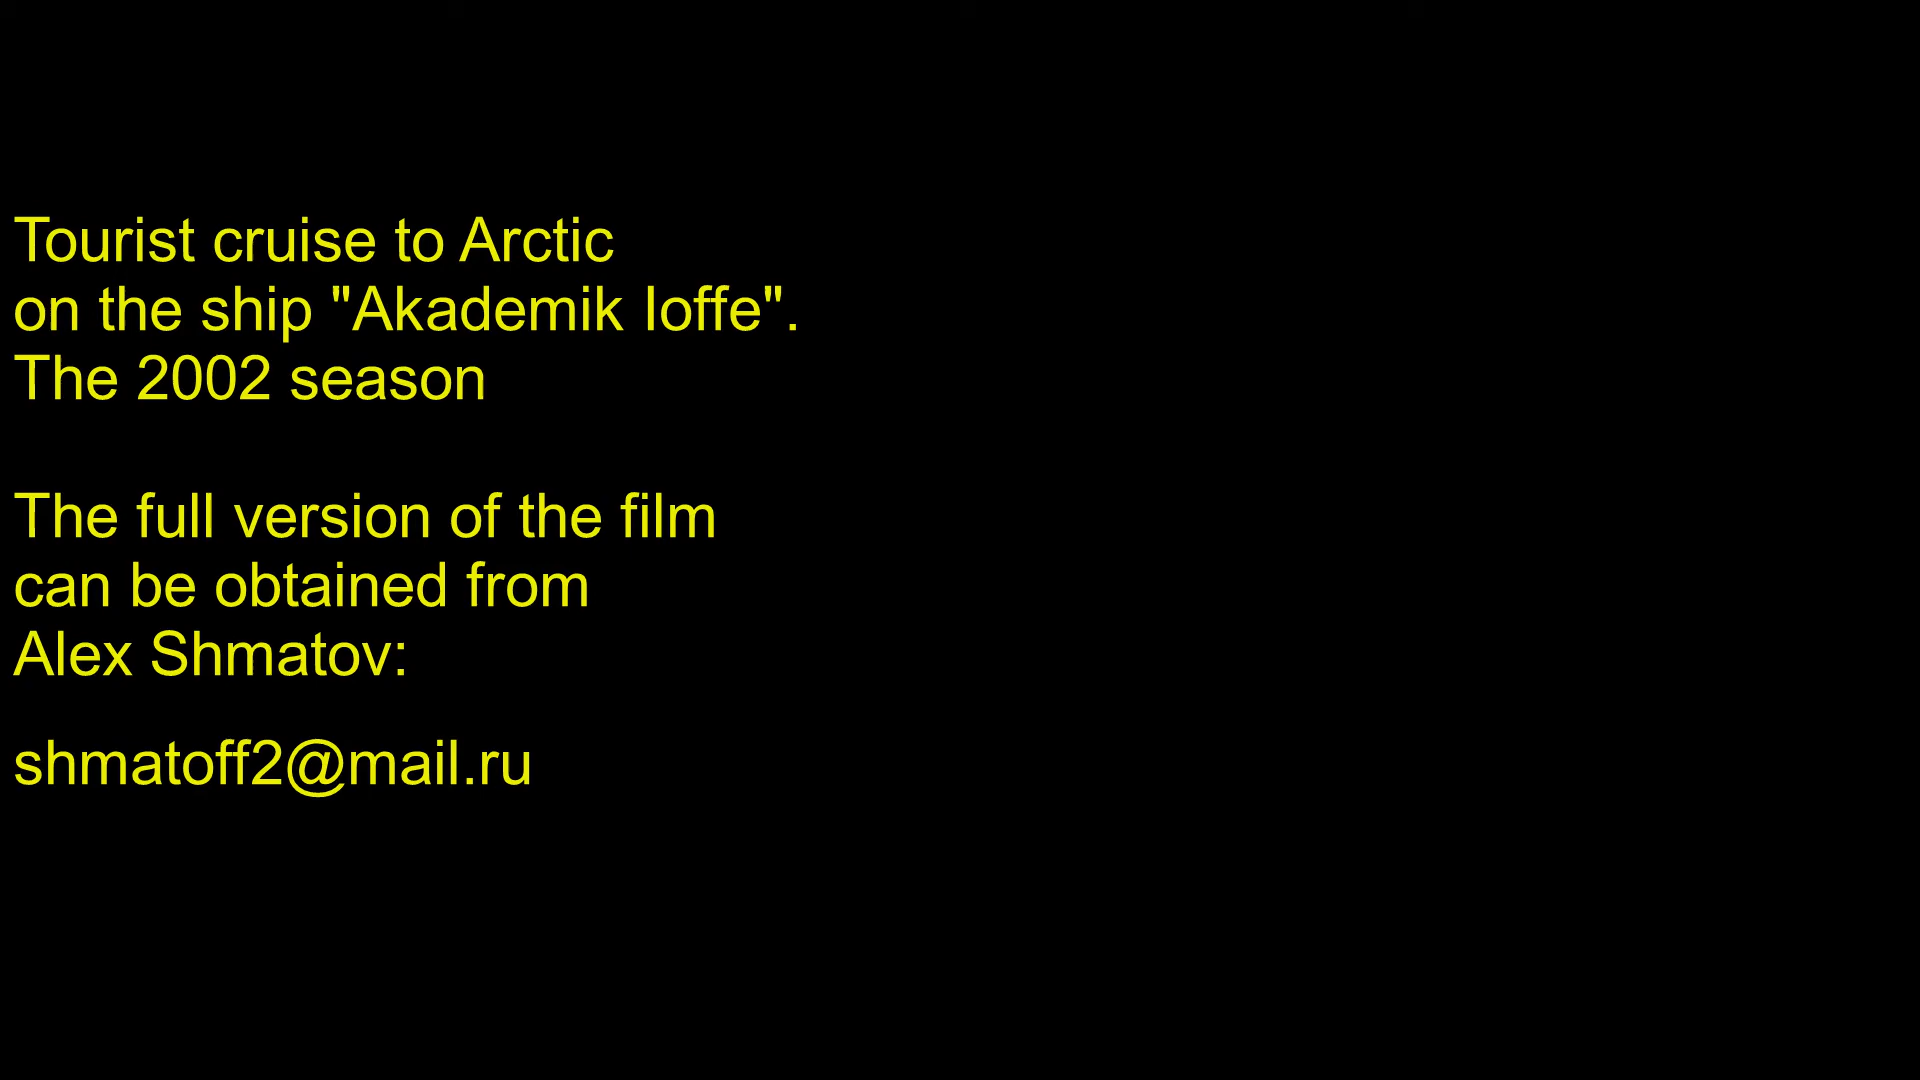 Tourist cruise to Arctic
on the ship "Akademik Ioffe".
The 2002 season
The full version of the film
can be obtained from
Alex Shmatov:
shmatoff2@mail.ru